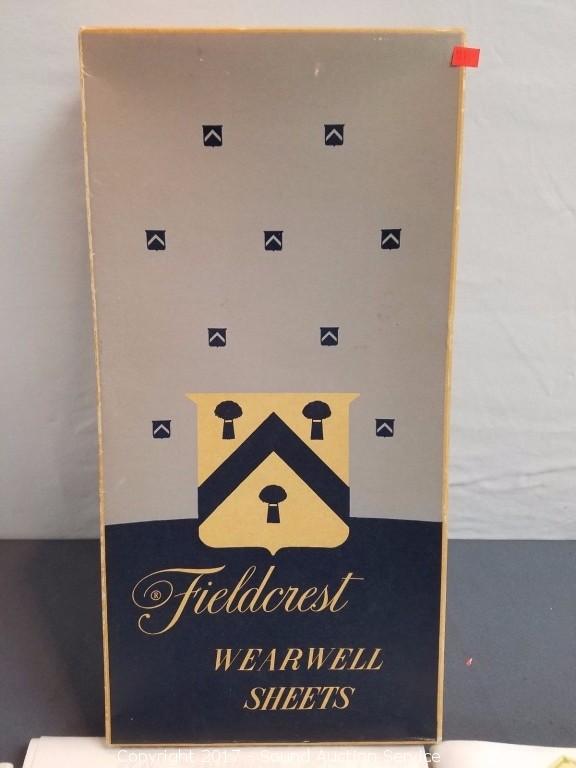 ® Fieldcrest
WEARWELL
SHEETS
Copyright 2017 - Sound Auction Service